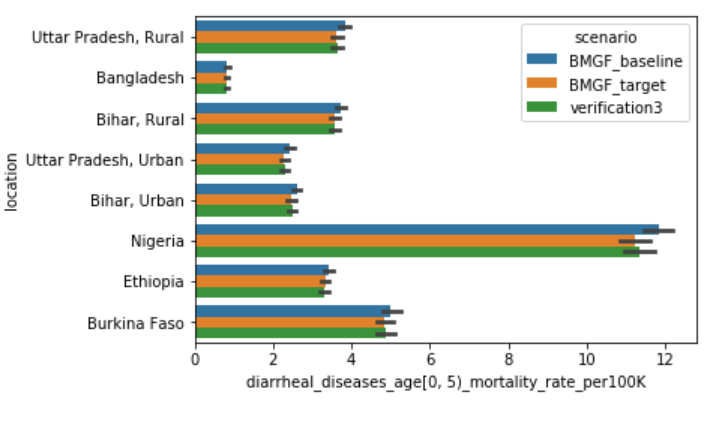 scenario
BMGF_baseline
BMGF_target
verification3
location
Uttar Pradesh, Rural
Bangladesh
Bihar, Rural
Uttar Pradesh, Urban
Bihar, Urban
Nigeria
Ethiopia
Burkina Faso
0 2 4 6 8 10 12
diarrheal_diseases_age[0, 5)_mortality_rate_per100K